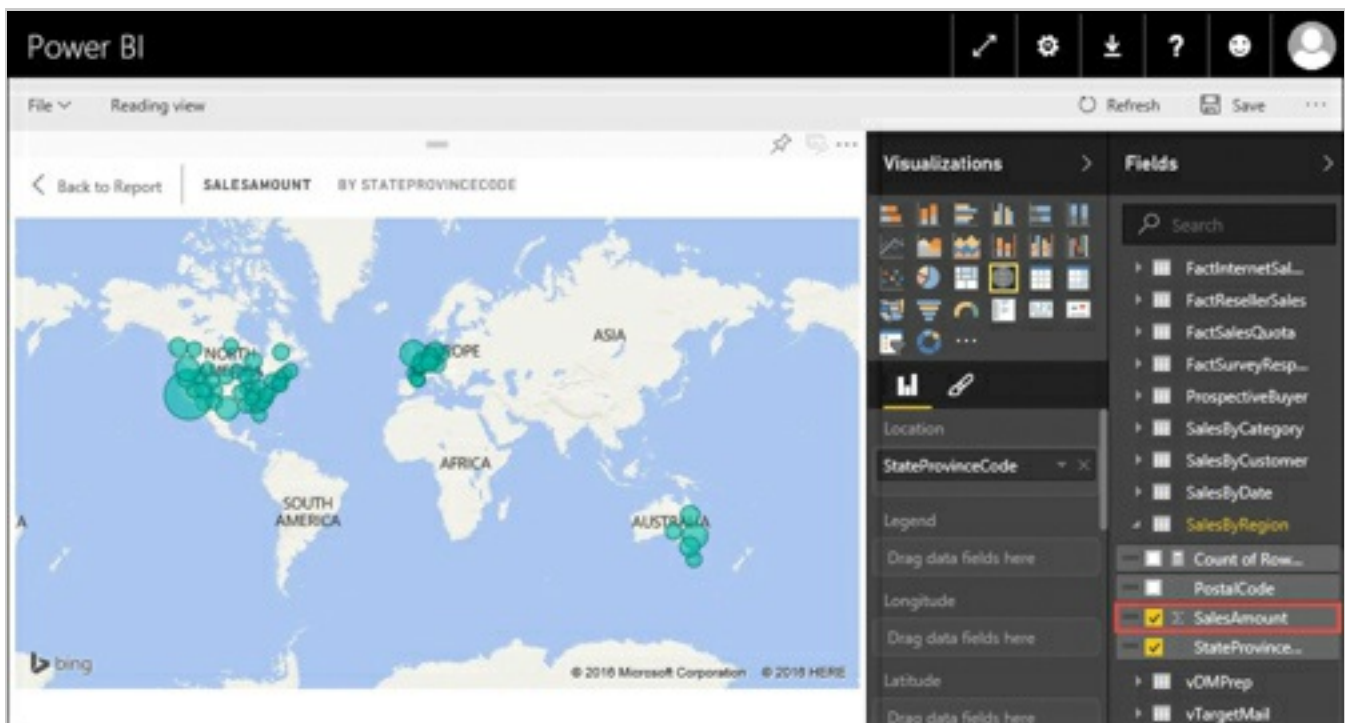 Power BI
?
File
Reading view
Refresh
Save
...
...
Back to Report
SALESAMOUNT
BY STATEPROVINCECODE
NORTH
AMERICA
ASIA
AFRICA
SOUTH
AMERICA
AUSTRALIA
A
bing
© 2016 Microsoft Corporation
© 2016 HERE
Visualizations
...
Location
StateProvinceCode
Legend
Drag data fields here
Longitude
Drag data fields here
Latitude
Drag data fields here
Fields
Search
FactInternetSal...
FactResellerSales
FactSalesQuota
FactSurveyResp...
ProspectiveBuyer
SalesByCategory
SalesByCustomer
SalesByDate
SalesByRegion
Count of Row...
PostalCode
Σ SalesAmount
StateProvince...
vDMPrep
vTargetMail